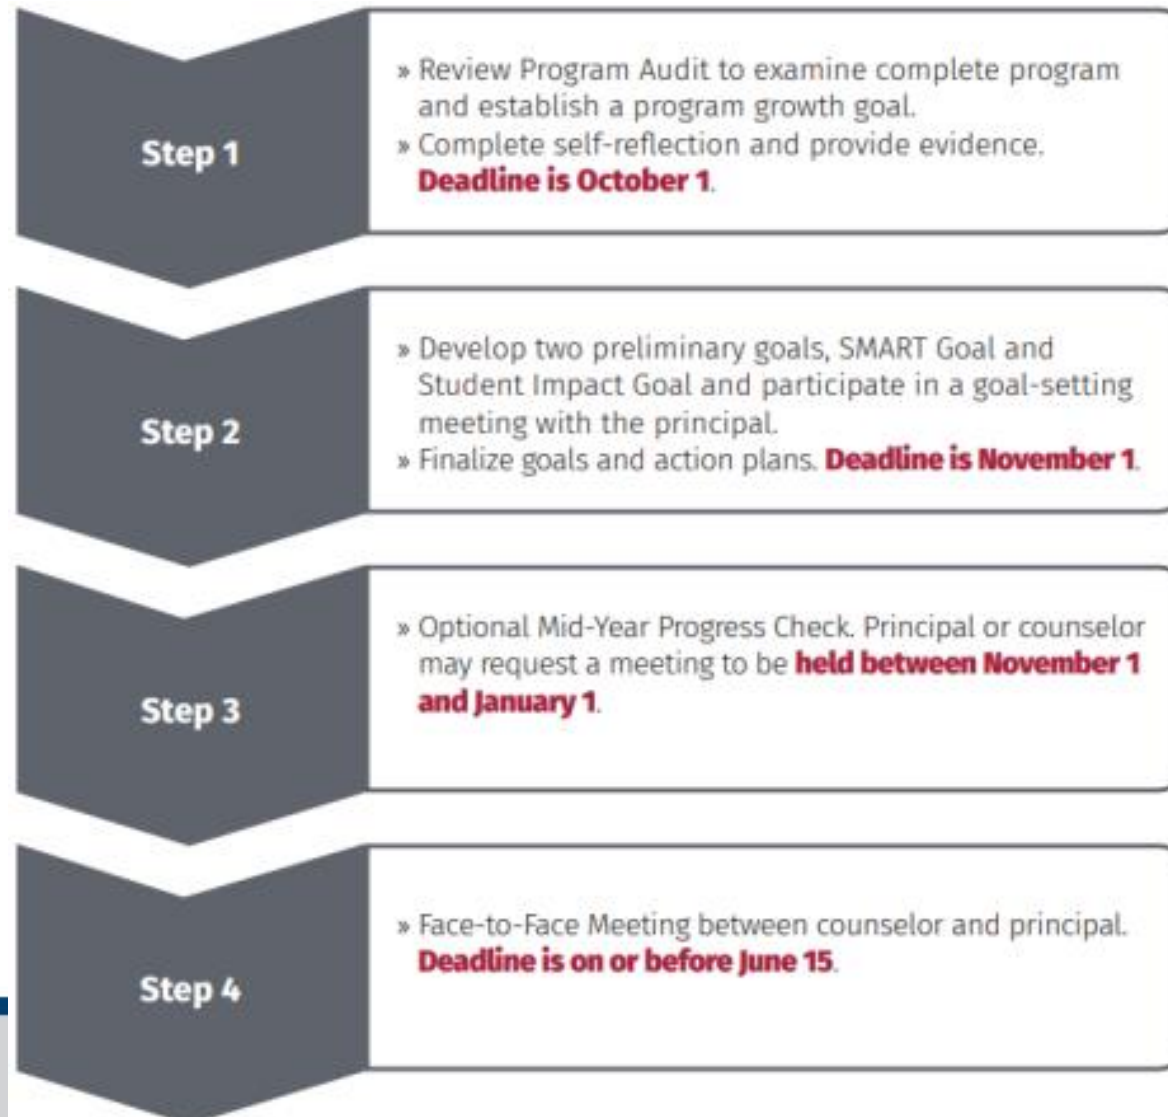 Step 1
» Review Program Audit to examine complete program
and establish a program growth goal.
» Complete self-reflection and provide evidence.
Deadline is October 1.
Step 2
» Develop two preliminary goals, SMART Goal and
Student Impact Goal and participate in a goal-setting
meeting with the principal.
» Finalize goals and action plans. Deadline is November 1.
Step 3
» Optional Mid-Year Progress Check. Principal or counselor
may request a meeting to be held between November 1
and January 1.
Step 4
» Face-to-Face Meeting between counselor and principal.
Deadline is on or before June 15.